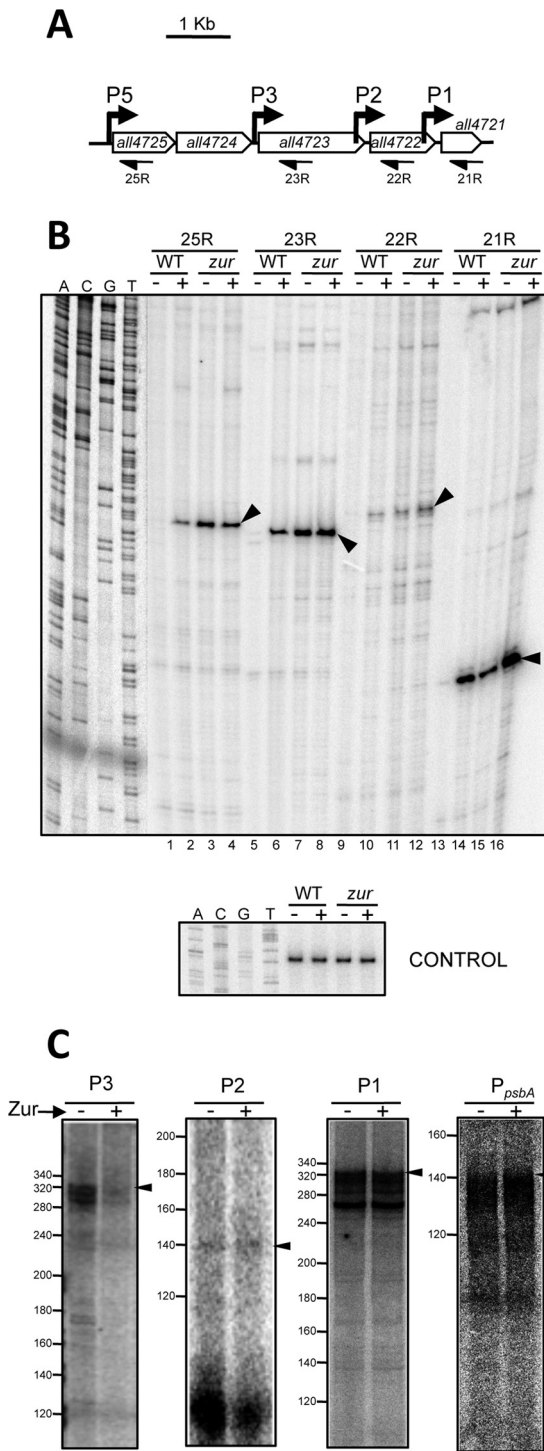 A
1 Kb
P5 P3 P2 P1
all4721
all4725 all4724 all4723 all4722
25R 23R 22R 21R
B
25R 23R 22R 21R
WT zur WT zur WT zur WT zur
A C G T - + - + - + - + - + - + - + - +
1 2 3 4 5 6 7 8 9 10 11 12 13 14 15 16
WT zur
A C G T - + - +
CONTROL
C
P3 P2 P1 PpsbA
Zur - + - + - + - +
340
320
280
240
200
180
160
140
120
200
180
160
140
120
340
320
280
240
200
180
160
140
120
160
140
120